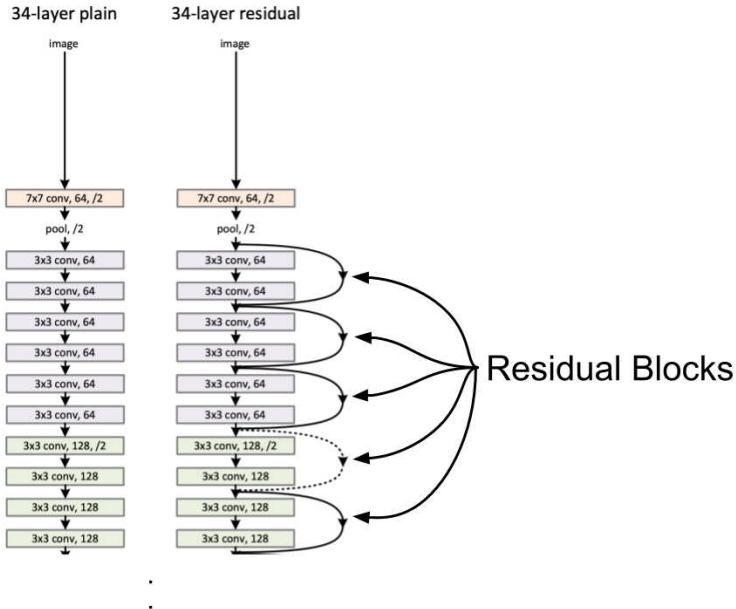 34-layer plain
34-layer residual
image
image
7x7 conv, 64, /2
7x7 conv, 64, /2
pool, /2
pool, /2
3x3 conv, 64
3x3 conv, 64
3x3 conv, 64
3x3 conv, 64
3x3 conv, 64
3x3 conv, 64
3x3 conv, 64
3x3 conv, 64
Residual Blocks
3x3 conv, 64
3x3 conv, 64
3x3 conv, 64
3x3 conv, 64
3x3 conv, 128, /2
3x3 conv, 128, /2
3x3 conv, 128
3x3 conv, 128
3x3 conv, 128
3x3 conv, 128
3x3 conv, 128
3x3 conv, 128
.
.